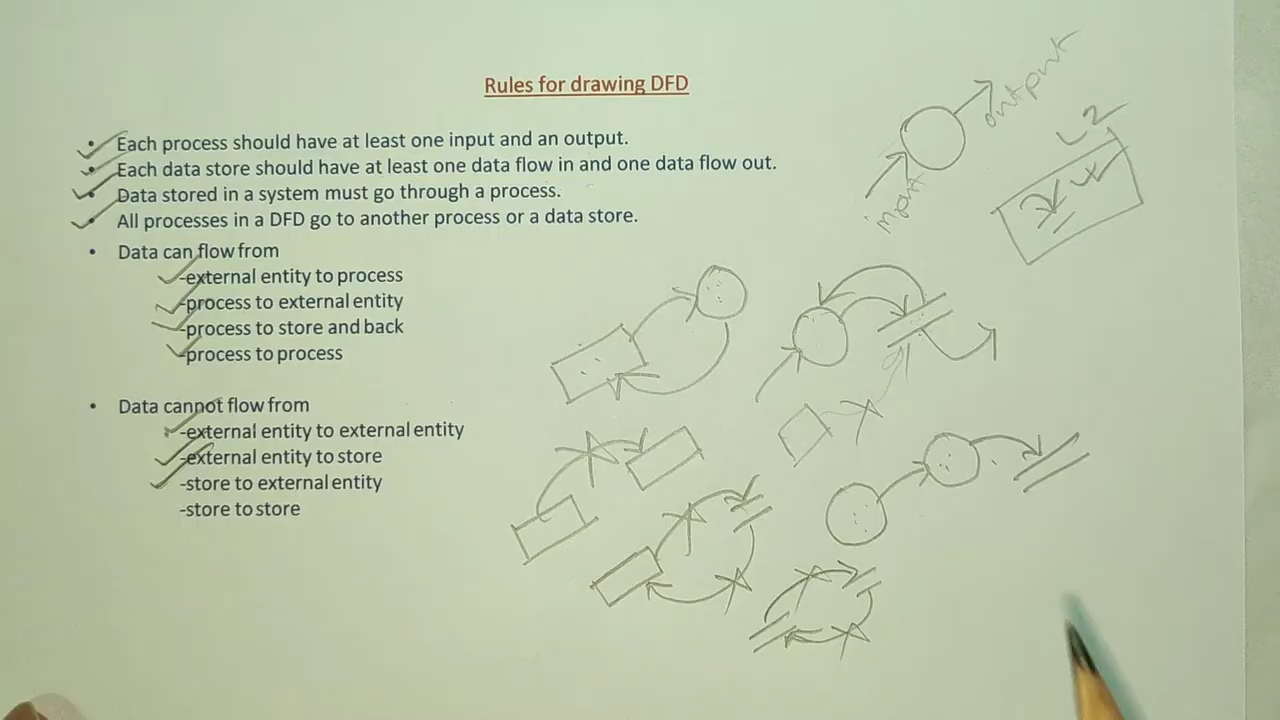 Rules for drawing DFD
• Each process should have at least one input and an output.
• Each data store should have at least one data flow in and one data flow out.
• Data stored in a system must go through a process.
• All processes in a DFD go to another process or a data store.
• Data can flow from
-external entity to process
-process to external entity
-process to store and back
-process to process
• Data cannot flow from
-external entity to external entity
-external entity to store
-store to external entity
-store to store
output
input